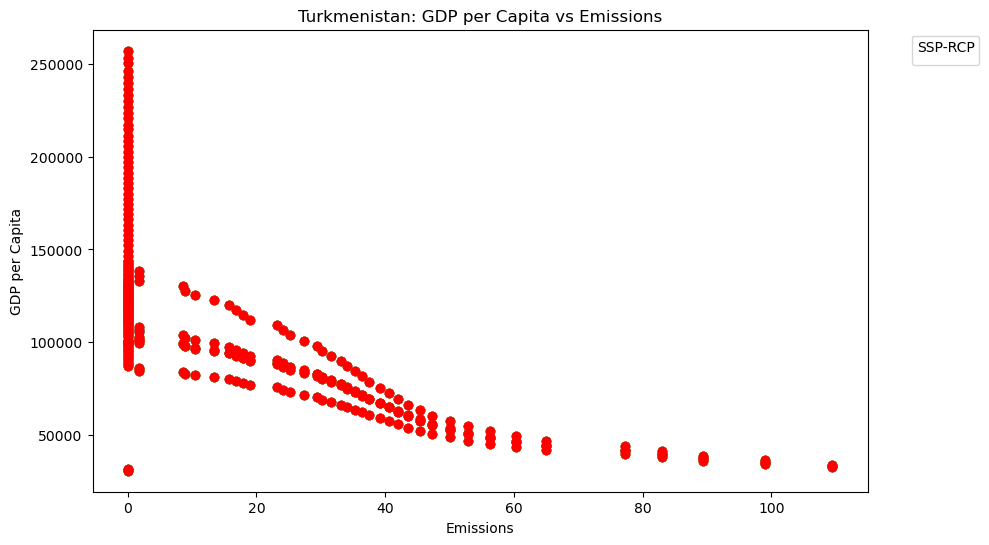 Turkmenistan: GDP per Capita vs Emissions
SSP-RCP
250000
200000
150000
100000
50000
GDP per Capita
0
20
40
60
80
100
Emissions